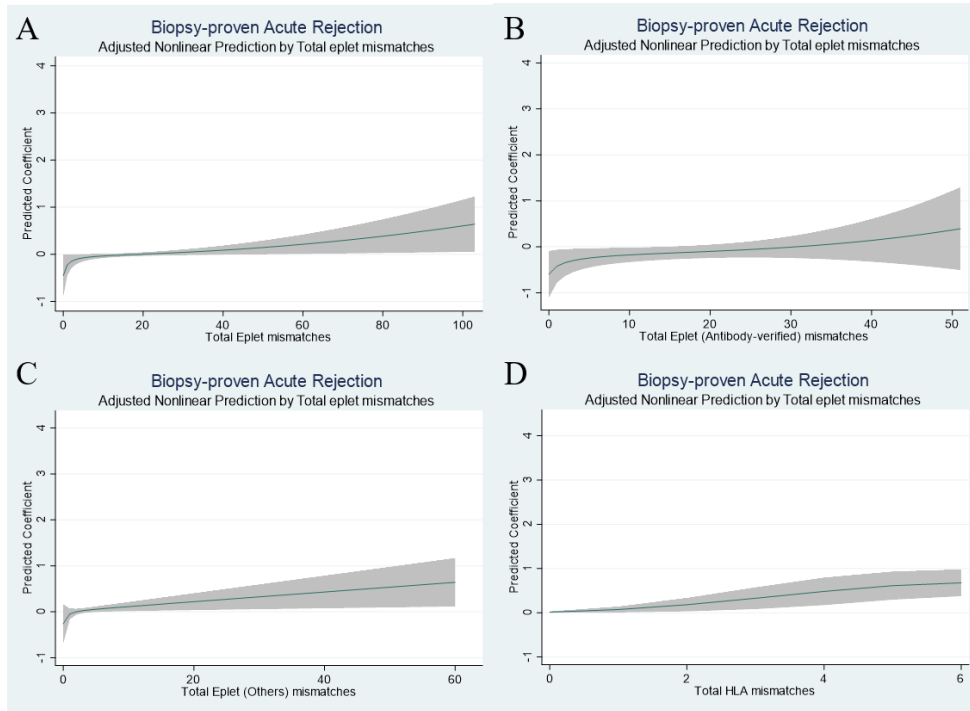 A
Biopsy-proven Acute Rejection
Adjusted Nonlinear Prediction by Total eplet mismatches
Predicted Coefficient
4
3
2
1
0
-1
0
20
40
60
80
100
Total Eplet mismatches
B
Biopsy-proven Acute Rejection
Adjusted Nonlinear Prediction by Total eplet mismatches
Predicted Coefficient
4
3
2
1
0
-1
0
10
20
30
40
50
Total Eplet (Antibody-verified) mismatches
C
Biopsy-proven Acute Rejection
Adjusted Nonlinear Prediction by Total eplet mismatches
Predicted Coefficient
4
3
2
1
0
-1
0
20
40
60
Total Eplet (Others) mismatches
D
Biopsy-proven Acute Rejection
Adjusted Nonlinear Prediction by Total eplet mismatches
Predicted Coefficient
4
3
2
1
0
-1
0
2
4
6
Total HLA mismatches